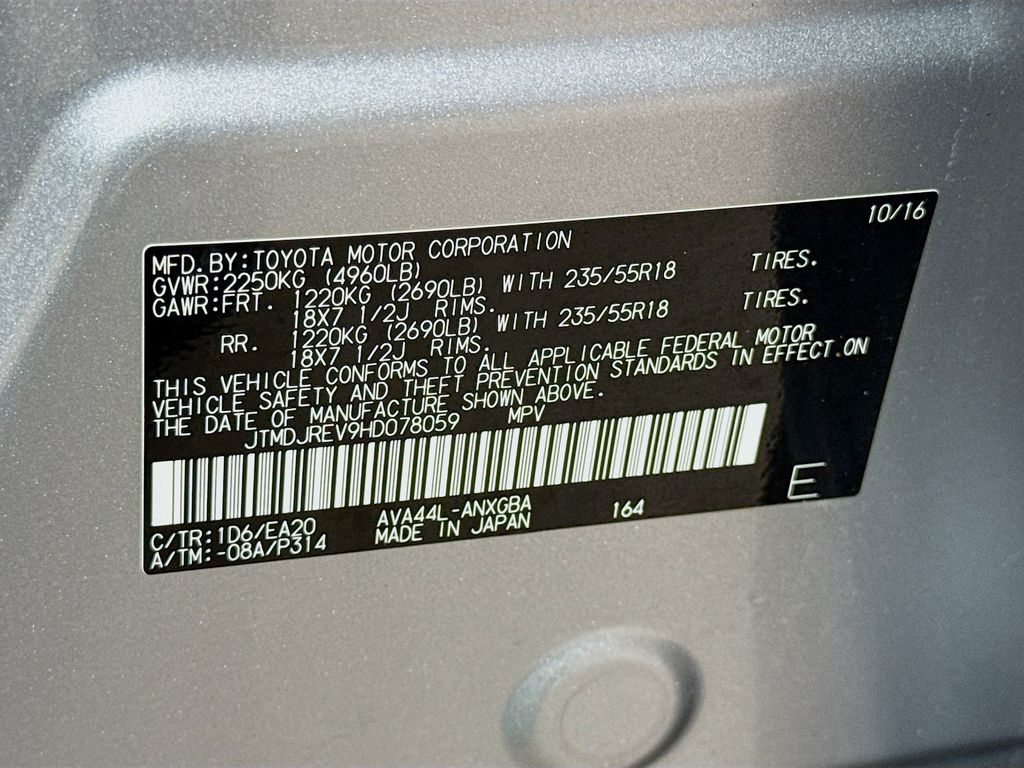 10/16
MFD.BY:TOYOTA MOTOR CORPORATION
GVWR:2250KG (4960LB)
GAWR:FRT. 1220KG (2690LB) WITH 235/55R18 TIRES.
18X7 1/2J RIMS.
RR. 1220KG (2690LB) WITH 235/55R18 TIRES.
18X7 1/2J RIMS.
THIS VEHICLE CONFORMS TO ALL APPLICABLE FEDERAL MOTOR
VEHICLE SAFETY AND THEFT PREVENTION STANDARDS IN EFFECT ON
THE DATE OF MANUFACTURE SHOWN ABOVE.
JTMDJREV9HD078059 MPV
E
C/TR:1D6/EA20 AVA44L-ANXGBA 164
A/TM:-08A/P314 MADE IN JAPAN